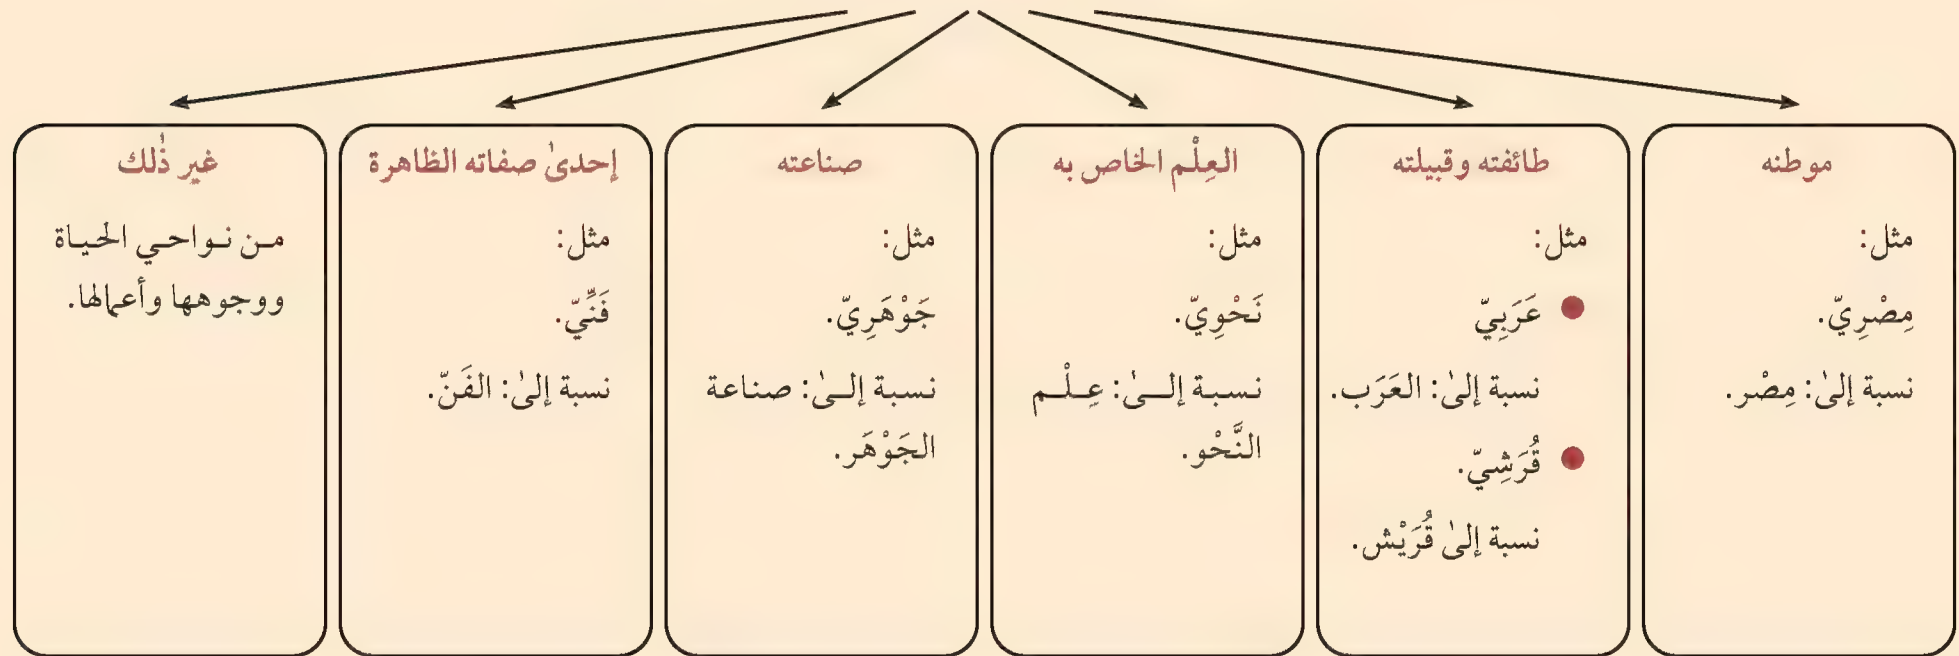 موطنه
مثل:
مِصْرِيّ.
نسبة إلىٰ: مِصْر.
طائفته وقبيلته
مثل:
● عَرَبِيّ
نسبة إلىٰ: العَرَب.
● قُرَشِيّ.
نسبة إلىٰ قُرَيْش.
العِلْم الخاص به
مثل:
نَحْوِيّ.
نسبة إلىٰ: عِلْم
النَّحْو.
صناعته
مثل:
جَوْهَرِيّ.
نسبة إلىٰ: صناعة
الجَوْهَر.
إحدىٰ صفاته الظاهرة
مثل:
فَنِّيّ.
نسبة إلىٰ: الفَنّ.
غير ذٰلك
من نواحي الحياة
ووجوهها وأعمالها.